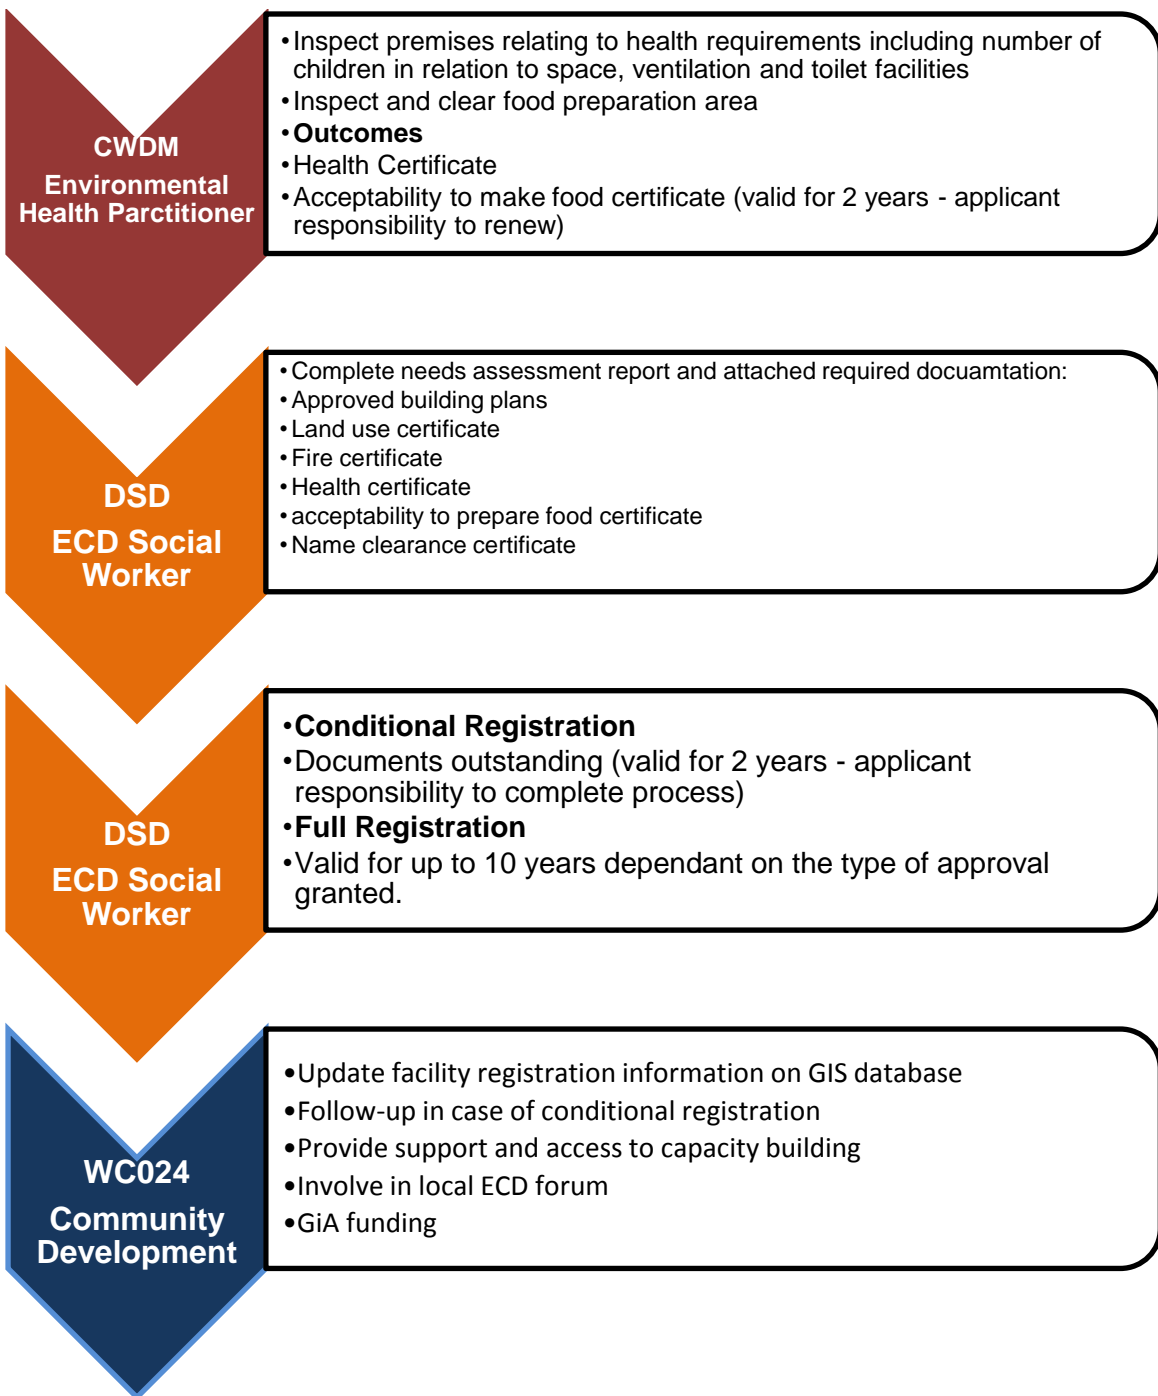 CWDM
Environmental
Health Parctitioner
•Inspect premises relating to health requirements including number of
children in relation to space, ventilation and toilet facilities
•Inspect and clear food preparation area
•Outcomes
•Health Certificate
•Acceptability to make food certificate (valid for 2 years - applicant
responsibility to renew)
DSD
ECD Social
Worker
•Complete needs assessment report and attached required docuamtation:
•Approved building plans
•Land use certificate
•Fire certificate
•Health certificate
•acceptability to prepare food certificate
•Name clearance certificate
DSD
ECD Social
Worker
•Conditional Registration
•Documents outstanding (valid for 2 years - applicant
responsibility to complete process)
•Full Registration
•Valid for up to 10 years dependant on the type of approval
granted.
WC024
Community
Development
•Update facility registration information on GIS database
•Follow-up in case of conditional registration
•Provide support and access to capacity building
•Involve in local ECD forum
•GiA funding